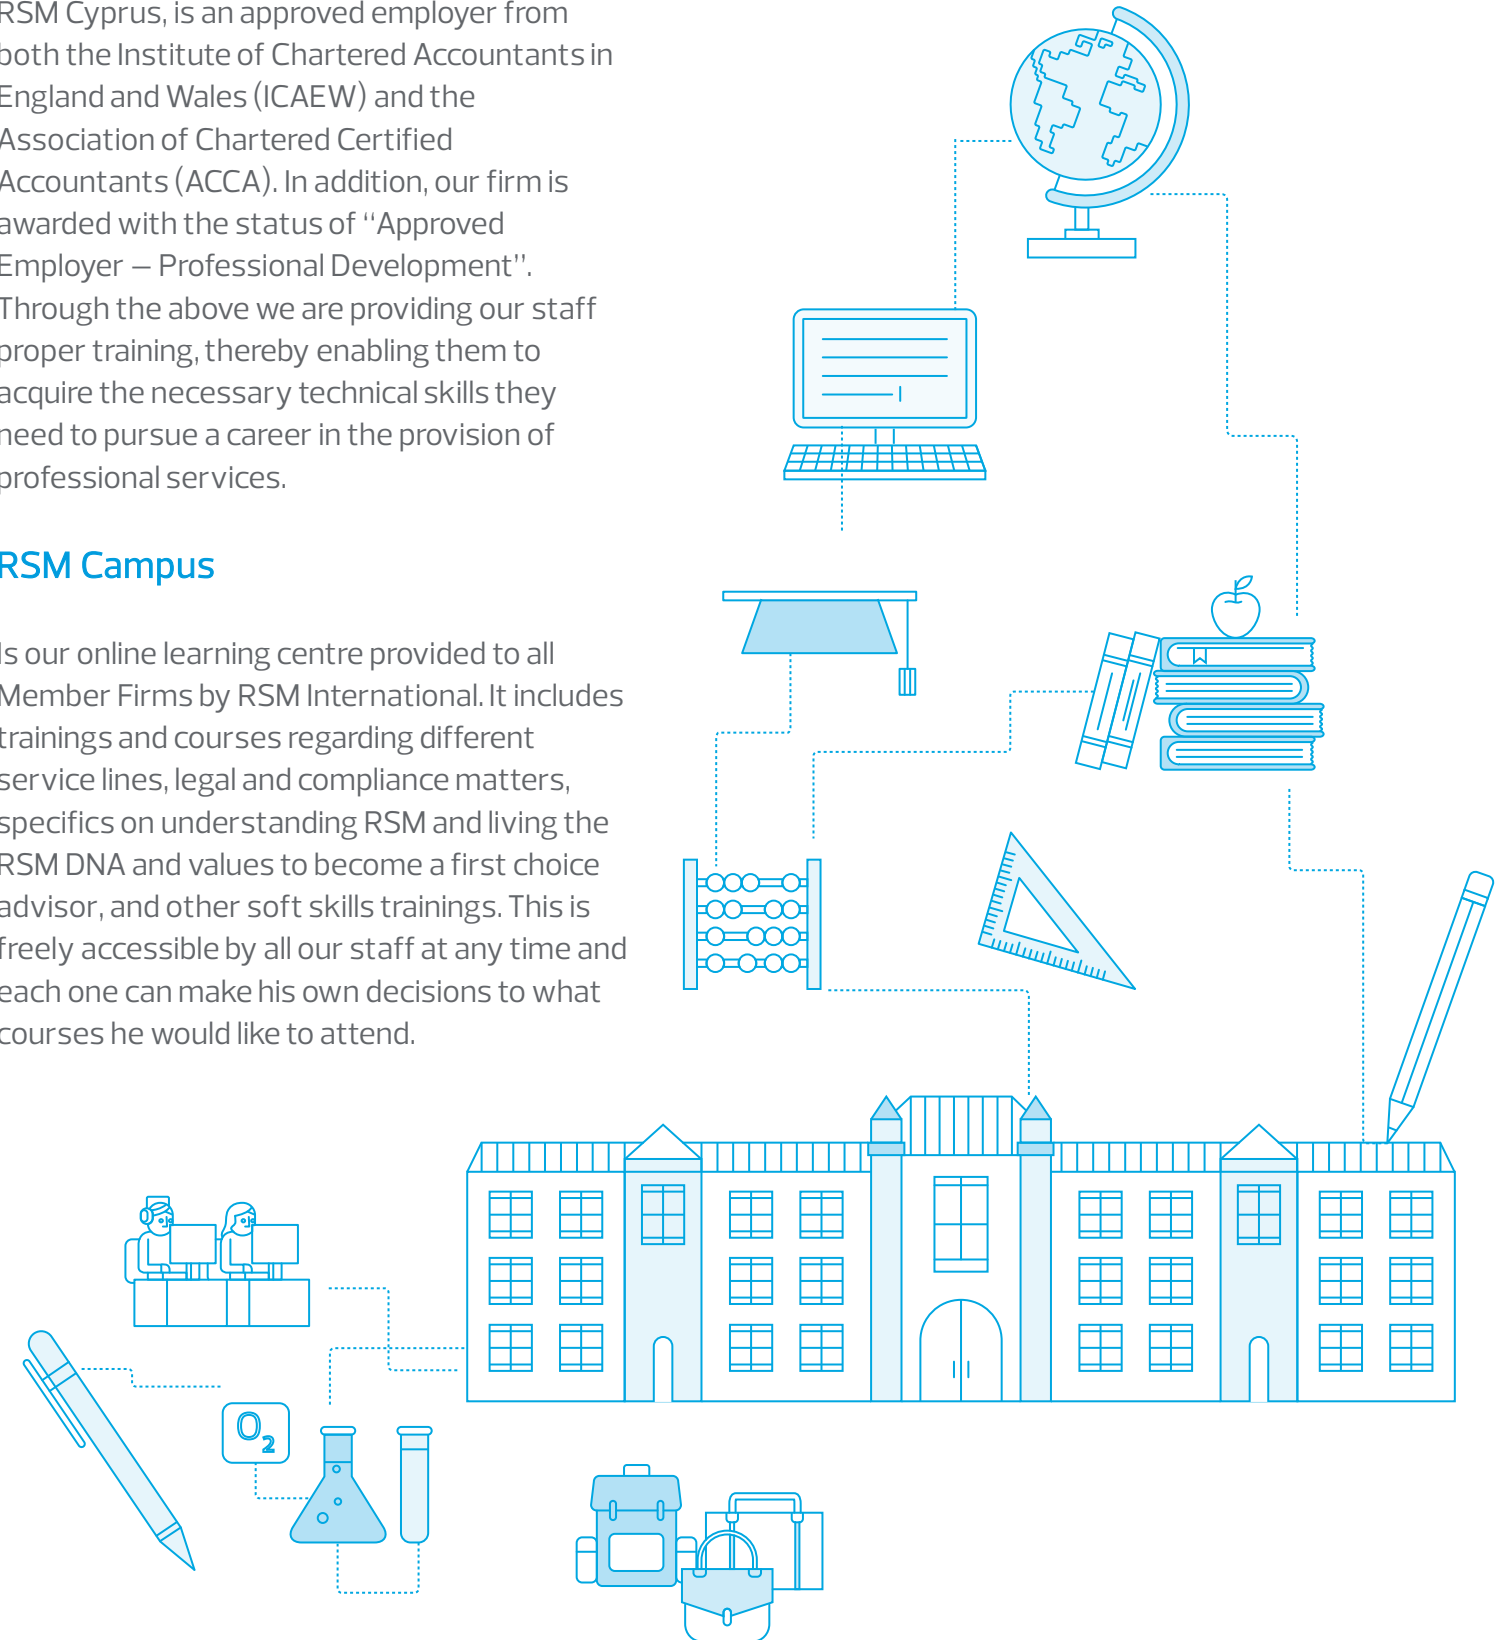 RSM Cyprus, is an approved employer from
both the Institute of Chartered Accountants in
England and Wales (ICAEW) and the
Association of Chartered Certified
Accountants (ACCA). In addition, our firm is
awarded with the status of “Approved
Employer – Professional Development”.
Through the above we are providing our staff
proper training, thereby enabling them to
acquire the necessary technical skills they
need to pursue a career in the provision of
professional services.
RSM Campus
Is our online learning centre provided to all
Member Firms by RSM International. It includes
trainings and courses regarding different
service lines, legal and compliance matters,
specifics on understanding RSM and living the
RSM DNA and values to become a first choice
advisor, and other soft skills trainings. This is
freely accessible by all our staff at any time and
each one can make his own decisions to what
courses he would like to attend.
O2